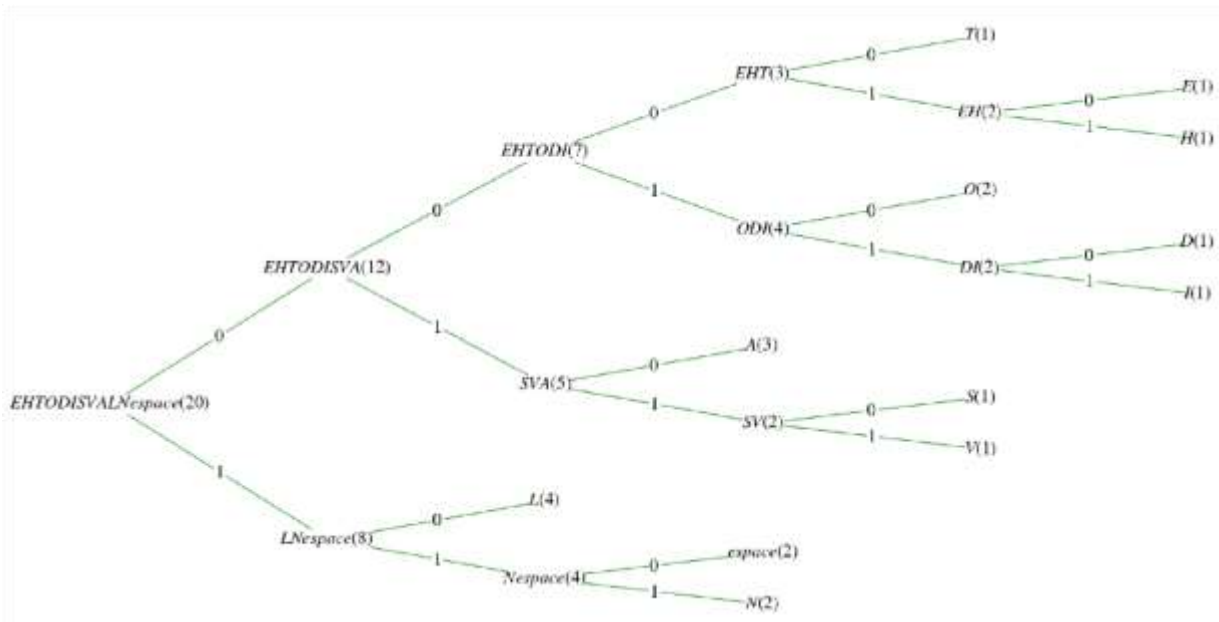 T(1)
0
EHT(3)
1
E(1)
0
EH(2)
0
1
H(1)
EHTODI(7)
1
O(2)
0
0
ODI(4)
1
D(1)
0
EHTODISVA(12)
DI(2)
1
I(1)
0
1
A(3)
0
SVA(5)
1
S(1)
0
EHTODISVALNespace(20)
SV(2)
1
V(1)
1
L(4)
0
LNespace(8)
1
espace(2)
0
Nespace(4)
1
N(2)